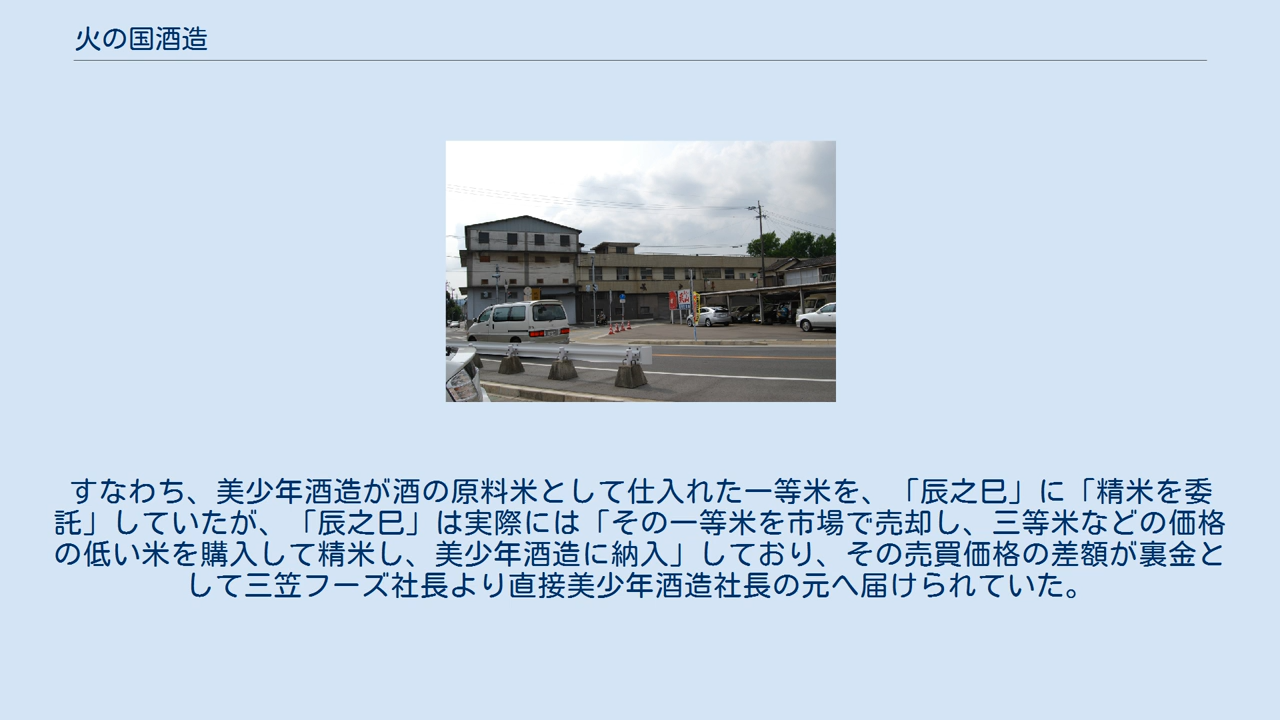 火の国酒造
すなわち、美少年酒造が酒の原料米として仕入れた一等米を、「辰之巳」に「精米を委
託」していたが、「辰之巳」は実際には「その一等米を市場で売却し、三等米などの価格
の低い米を購入して精米し、美少年酒造に納入」しており、その売買価格の差額が裏金と
して三笠フーズ社長より直接美少年酒造社長の元へ届けられていた。